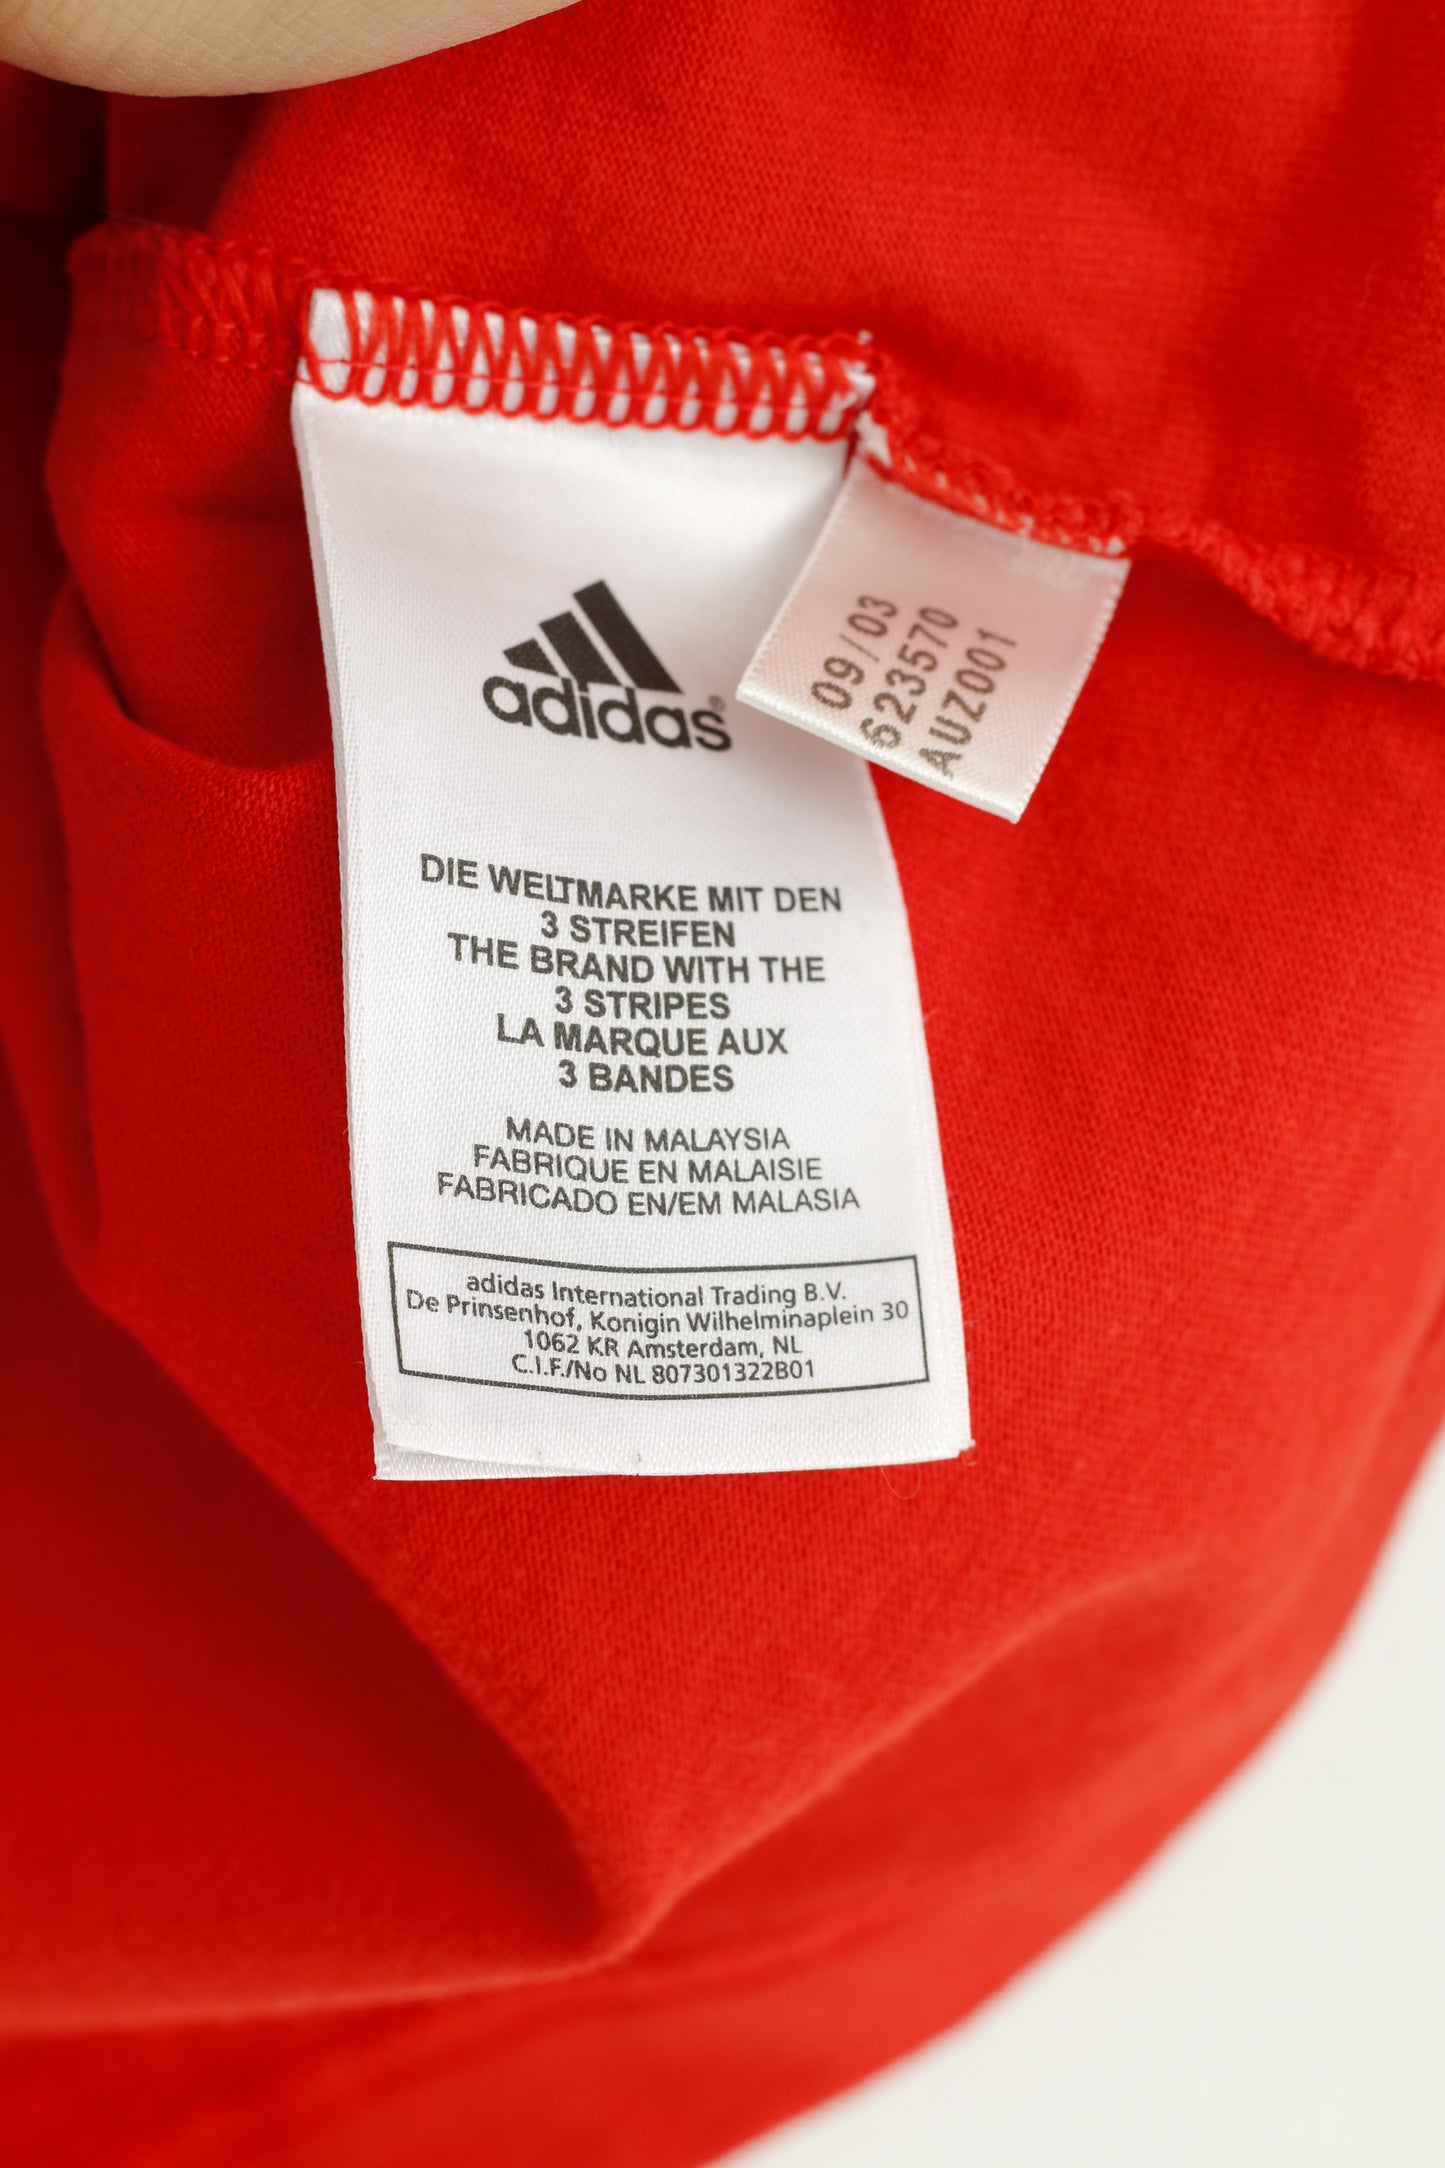 adidas®
09/03
623570
AUZ001
DIE WELTMARKE MIT DEN
3 STREIFEN
THE BRAND WITH THE
3 STRIPES
LA MARQUE AUX
3 BANDES
MADE IN MALAYSIA
FABRIQUE EN MALAISIE
FABRICADO EN/EM MALASIA
adidas International Trading B.V.
De Prinsenhof, Konigin Wilhelminaplein 30
1062 KR Amsterdam, NL
C.I.F./No NL 807301322B01